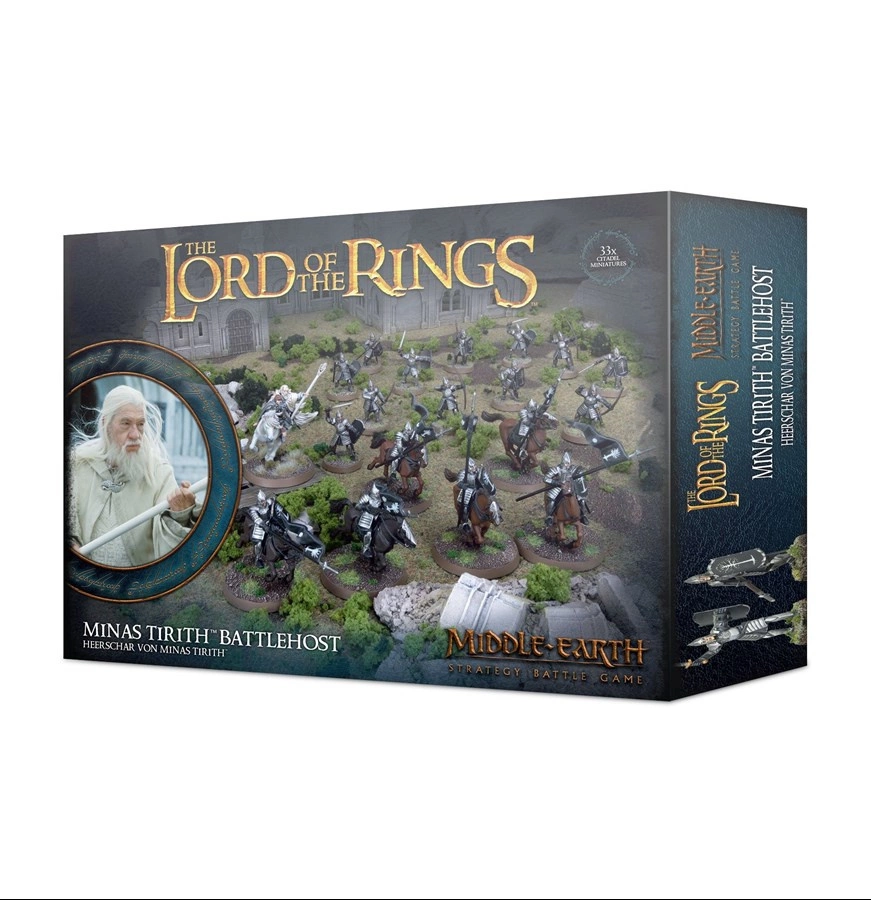 THE
LORD OF THE RINGS
33x
CITADEL
MINIATURES
MINAS TIRITH™ BATTLEHOST
HEERSCHAR VON MINAS TIRITH™
MIDDLE-EARTH
STRATEGY BATTLE GAME
THE
LORD OF THE RINGS
MIDDLE-EARTH
STRATEGY BATTLE GAME
MINAS TIRITH™ BATTLEHOST
HEERSCHAR VON MINAS TIRITH™